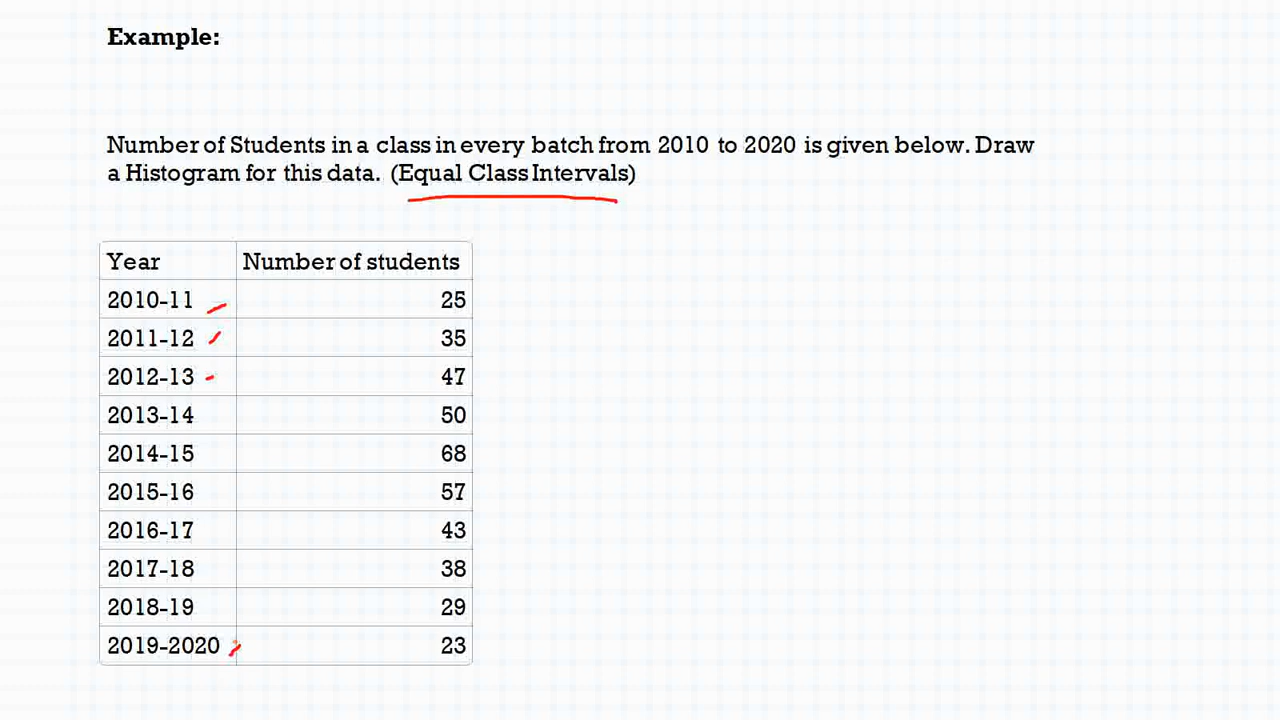 Example:
Number of Students in a class in every batch from 2010 to 2020 is given below. Draw
a Histogram for this data. (Equal Class Intervals)
Year Number of students
2010-11 25
2011-12 35
2012-13 47
2013-14 50
2014-15 68
2015-16 57
2016-17 43
2017-18 38
2018-19 29
2019-2020 23